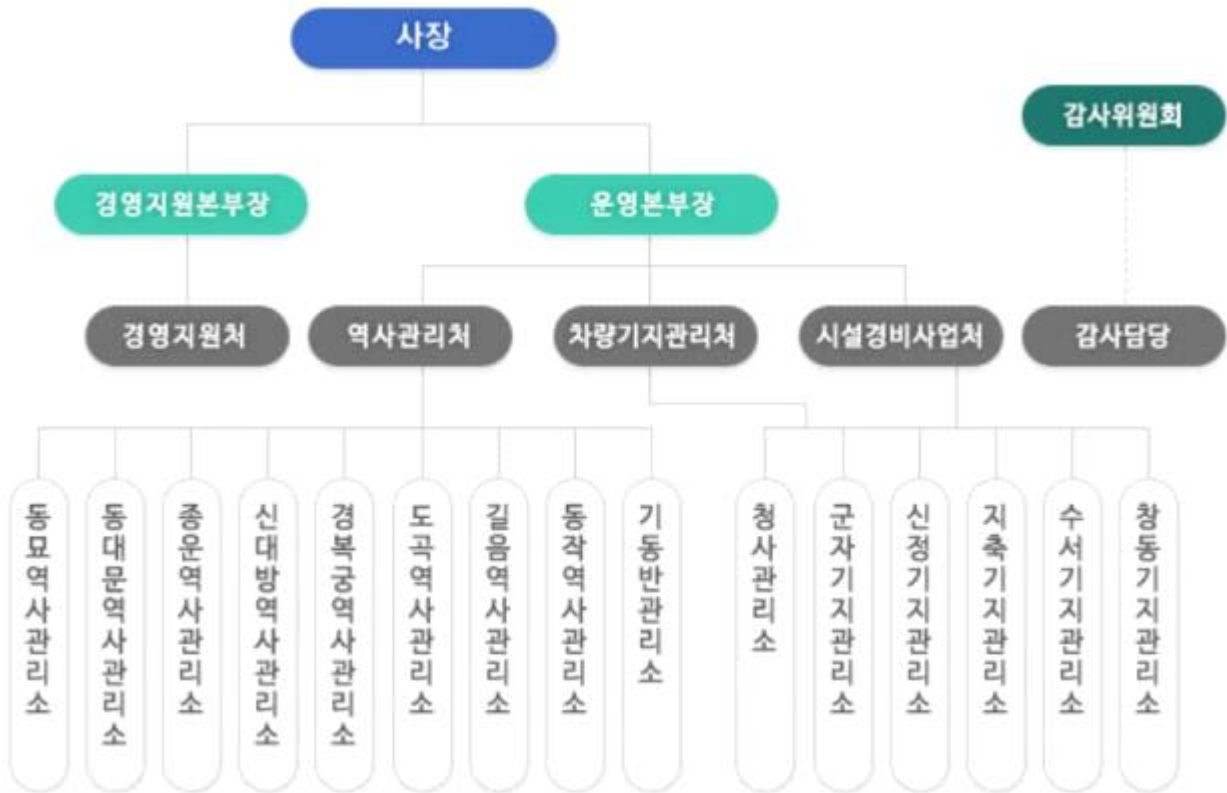 사장
감사위원회
경영지원본부장
운영본부장
경영지원처
역사관리처
차량기지관리처
시설경비사업처
감사담당
동묘역사관리소
동대문역사관리소
종운역사관리소
신대방역사관리소
경복궁역사관리소
도곡역사관리소
길음역사관리소
동작역사관리소
기동반관리소
청사관리소
군자기지관리소
신정기지관리소
지축기지관리소
수서기지관리소
창동기지관리소